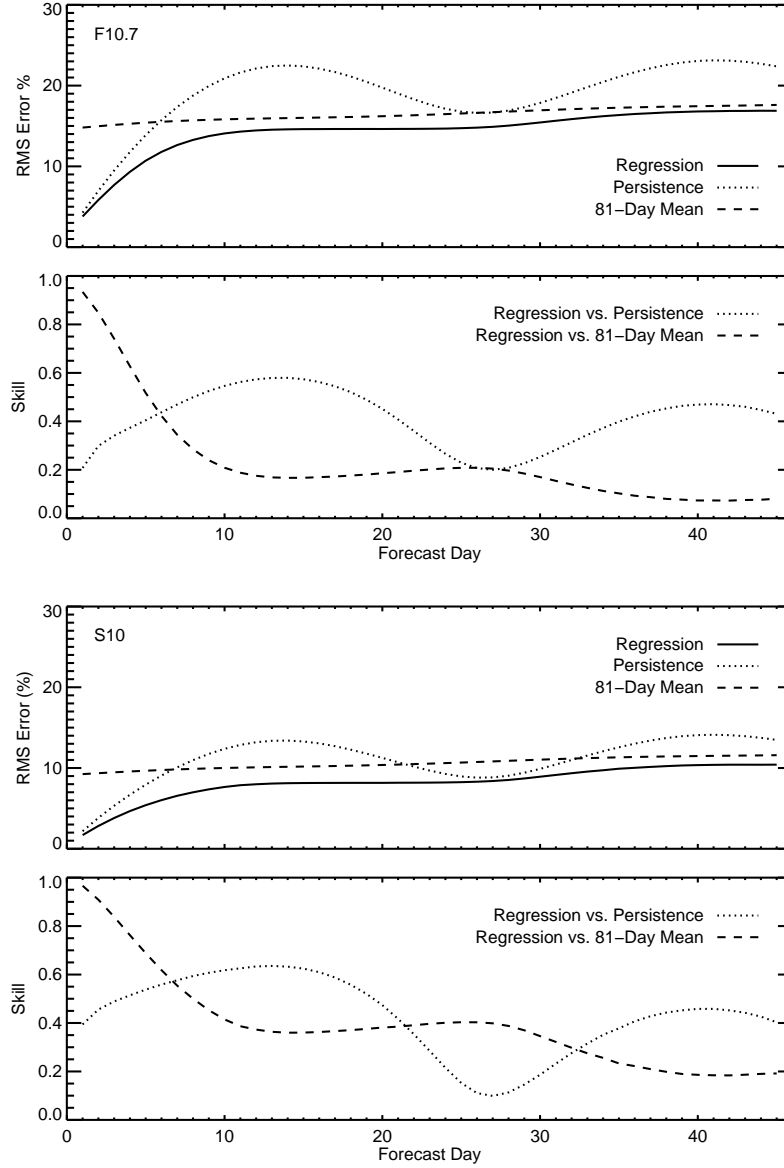 F10.7
RMS Error %
30
20
10
0
Regression
Persistence
81−Day Mean
Skill
1.0
0.8
0.6
0.4
0.2
0.0
Regression vs. Persistence
Regression vs. 81−Day Mean
0 10 20 30 40
Forecast Day
S10
RMS Error (%)
30
20
10
0
Regression
Persistence
81−Day Mean
Skill
1.0
0.8
0.6
0.4
0.2
0.0
Regression vs. Persistence
Regression vs. 81−Day Mean
0 10 20 30 40
Forecast Day